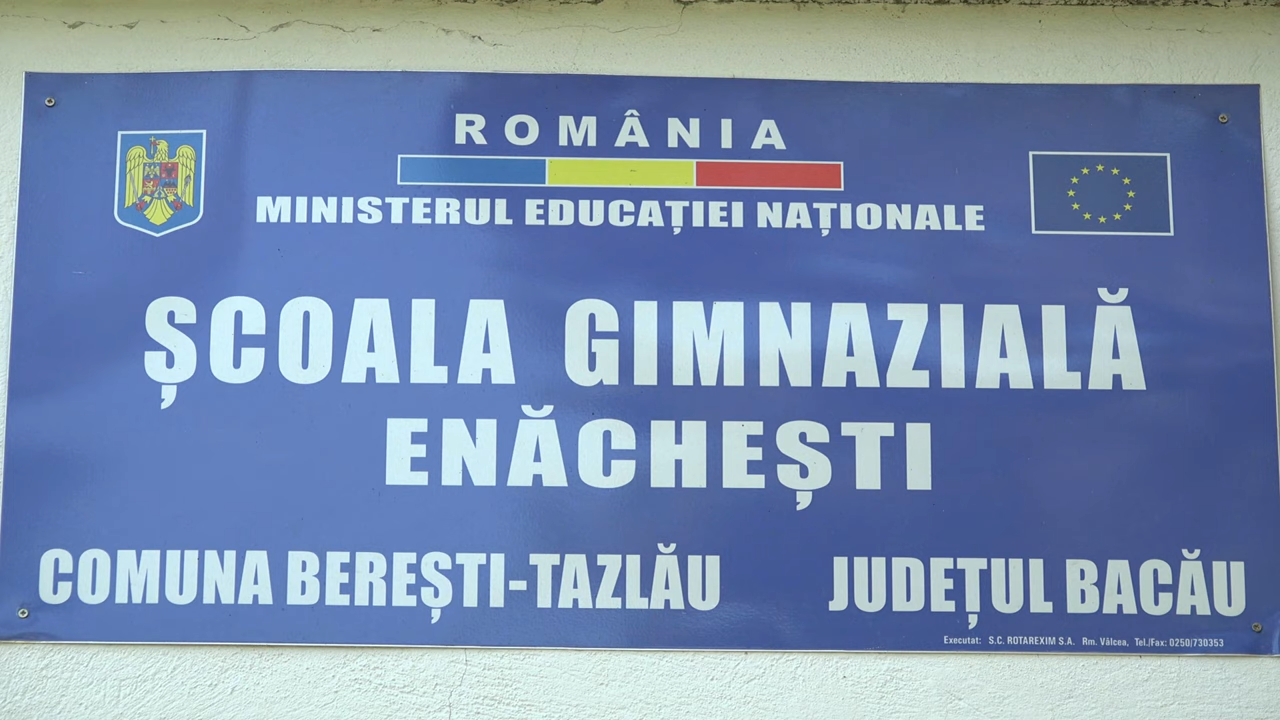 ROMÂNIA
MINISTERUL EDUCAȚIEI NAȚIONALE
ȘCOALA GIMNAZIALĂ
ENĂCHEȘTI
COMUNA BEREȘTI-TAZLĂU JUDEȚUL BACĂU
Executat: S.C. ROTAREXIM S.A. Rm. Vâlcea, Tel./Fax: 0250/730353